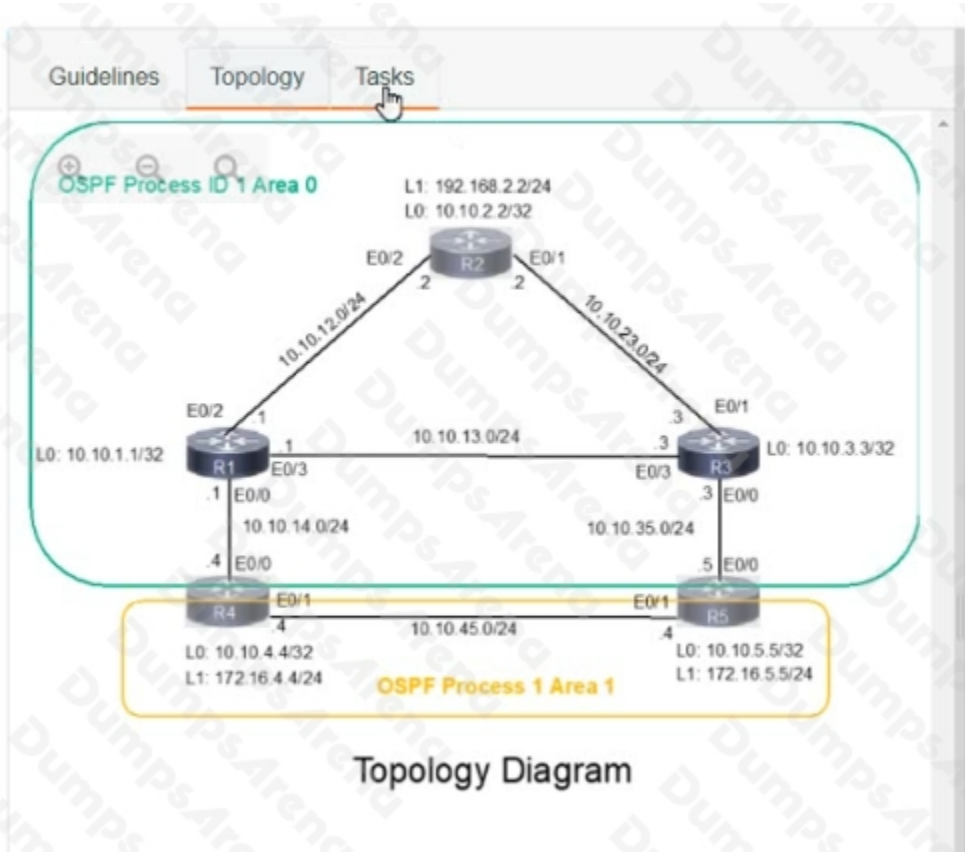 Guidelines Topology Tasks
OSPF Process ID 1 Area 0
L1: 192.168.2.2/24
L0: 10.10.2.2/32
E0/2 R2 E0/1
.2 .2
10.10.12.0/24 10.10.23.0/24
E0/2 .1 .3 E0/1
L0: 10.10.1.1/32 R1 .1 E0/3 10.10.13.0/24 .3 E0/3 R3 L0: 10.10.3.3/32
.1 E0/0 .3 E0/0
10.10.14.0/24 10.10.35.0/24
.4 E0/0 .5 E0/0
R4 E0/1 E0/1 R5
.4 10.10.45.0/24 .4
L0: 10.10.4.4/32 L0: 10.10.5.5/32
L1: 172.16.4.4/24 OSPF Process 1 Area 1 L1: 172.16.5.5/24
Topology Diagram
DumpsArena